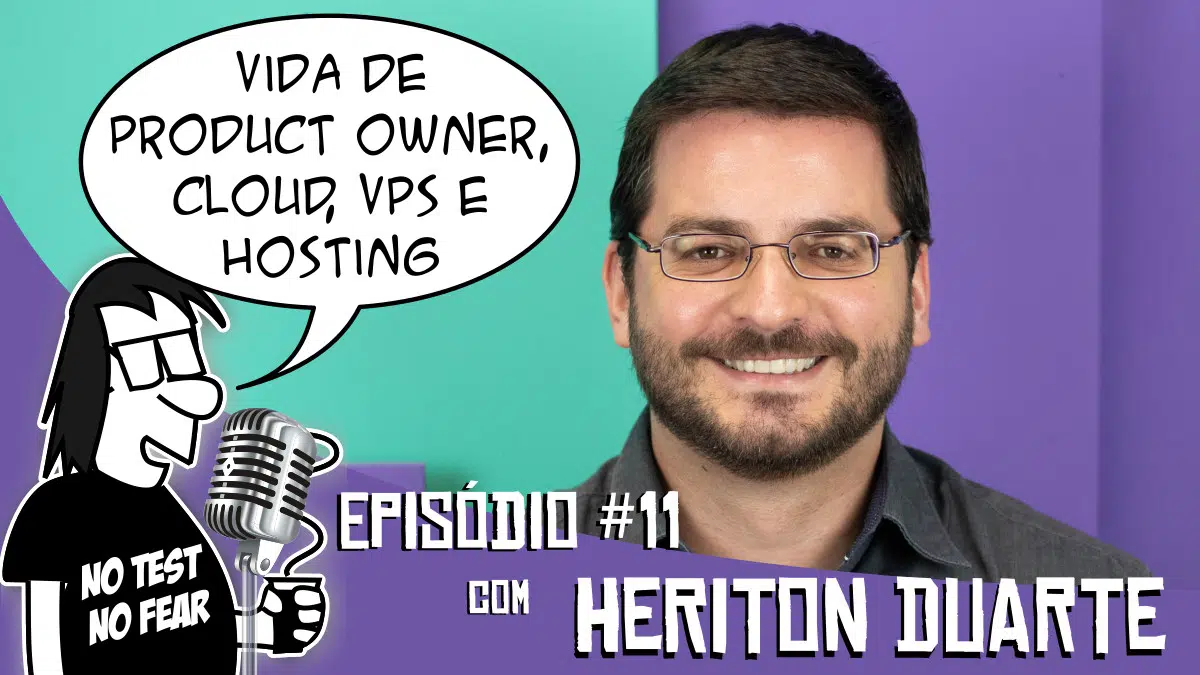 VIDA DE
PRODUCT OWNER,
CLOUD, VPS E
HOSTING
NO TEST
NO FEAR
EPISÓDIO #11
COM HERITON DUARTE